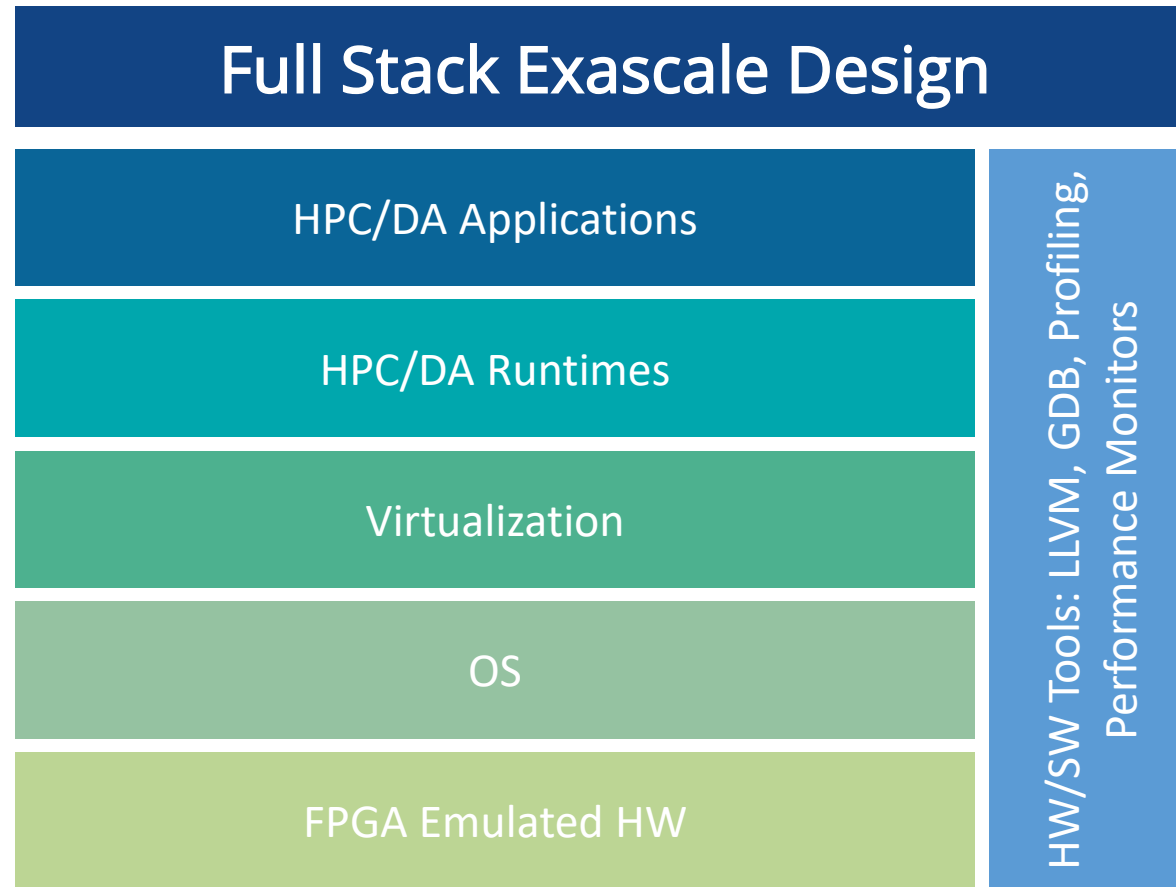 Full Stack Exascale Design
HPC/DA Applications
HPC/DA Runtimes
Virtualization
OS
FPGA Emulated HW
HW/SW Tools: LLVM, GDB, Profiling,
Performance Monitors